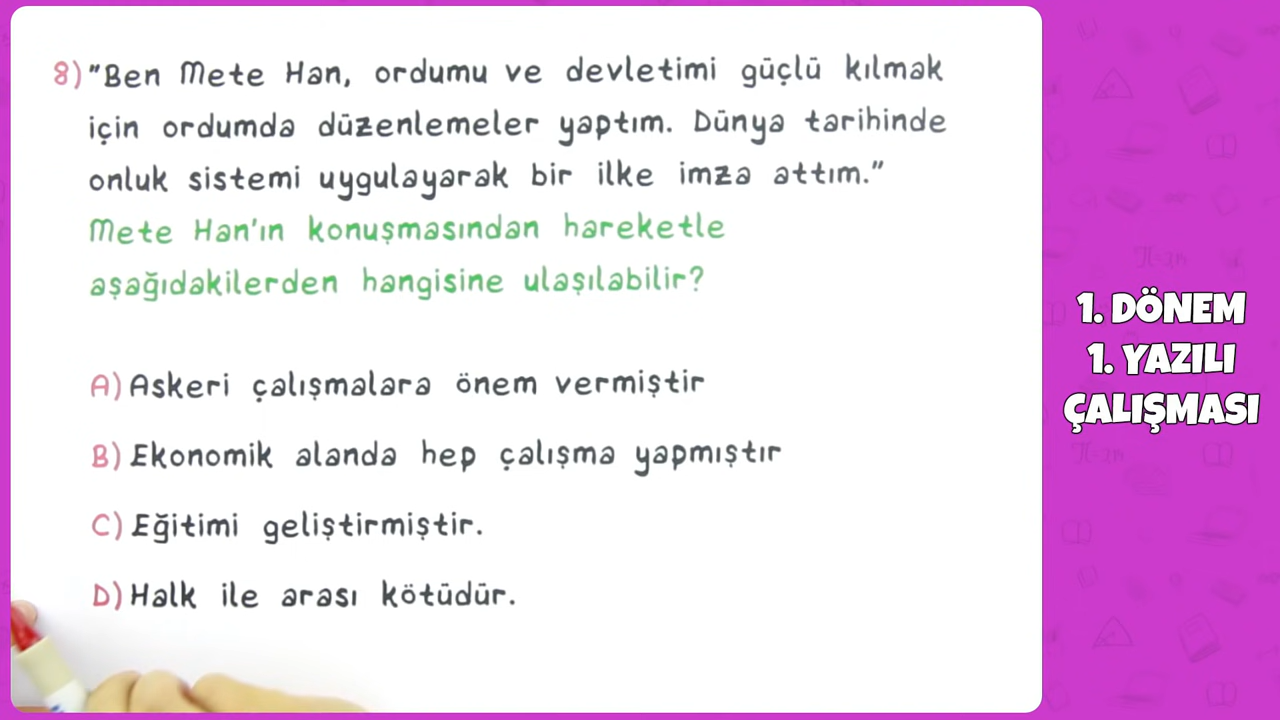 8) "Ben Mete Han, ordumu ve devletimi güçlü kılmak
için ordumda düzenlemeler yaptım. Dünya tarihinde
onluk sistemi uygulayarak bir ilke imza attım."
Mete Han'ın konuşmasından hareketle
aşağıdakilerden hangisine ulaşılabilir?
A) Askeri çalışmalara önem vermiştir
B) Ekonomik alanda hep çalışma yapmıştır
C) Eğitimi geliştirmiştir.
D) Halk ile arası kötüdür.
1. DÖNEM
1. YAZILI
ÇALIŞMASI